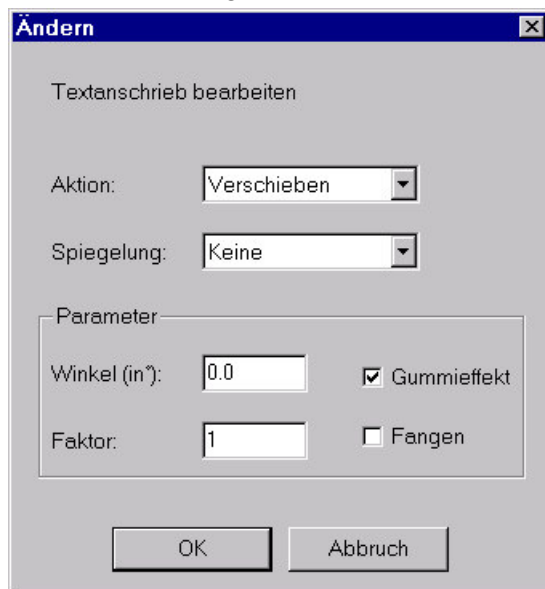 Ändern
Textanschrieb bearbeiten
Aktion: Verschieben
Spiegelung: Keine
Parameter
Winkel (in°): 0.0 Gummieffekt
Faktor: 1 Fangen
OK Abbruch